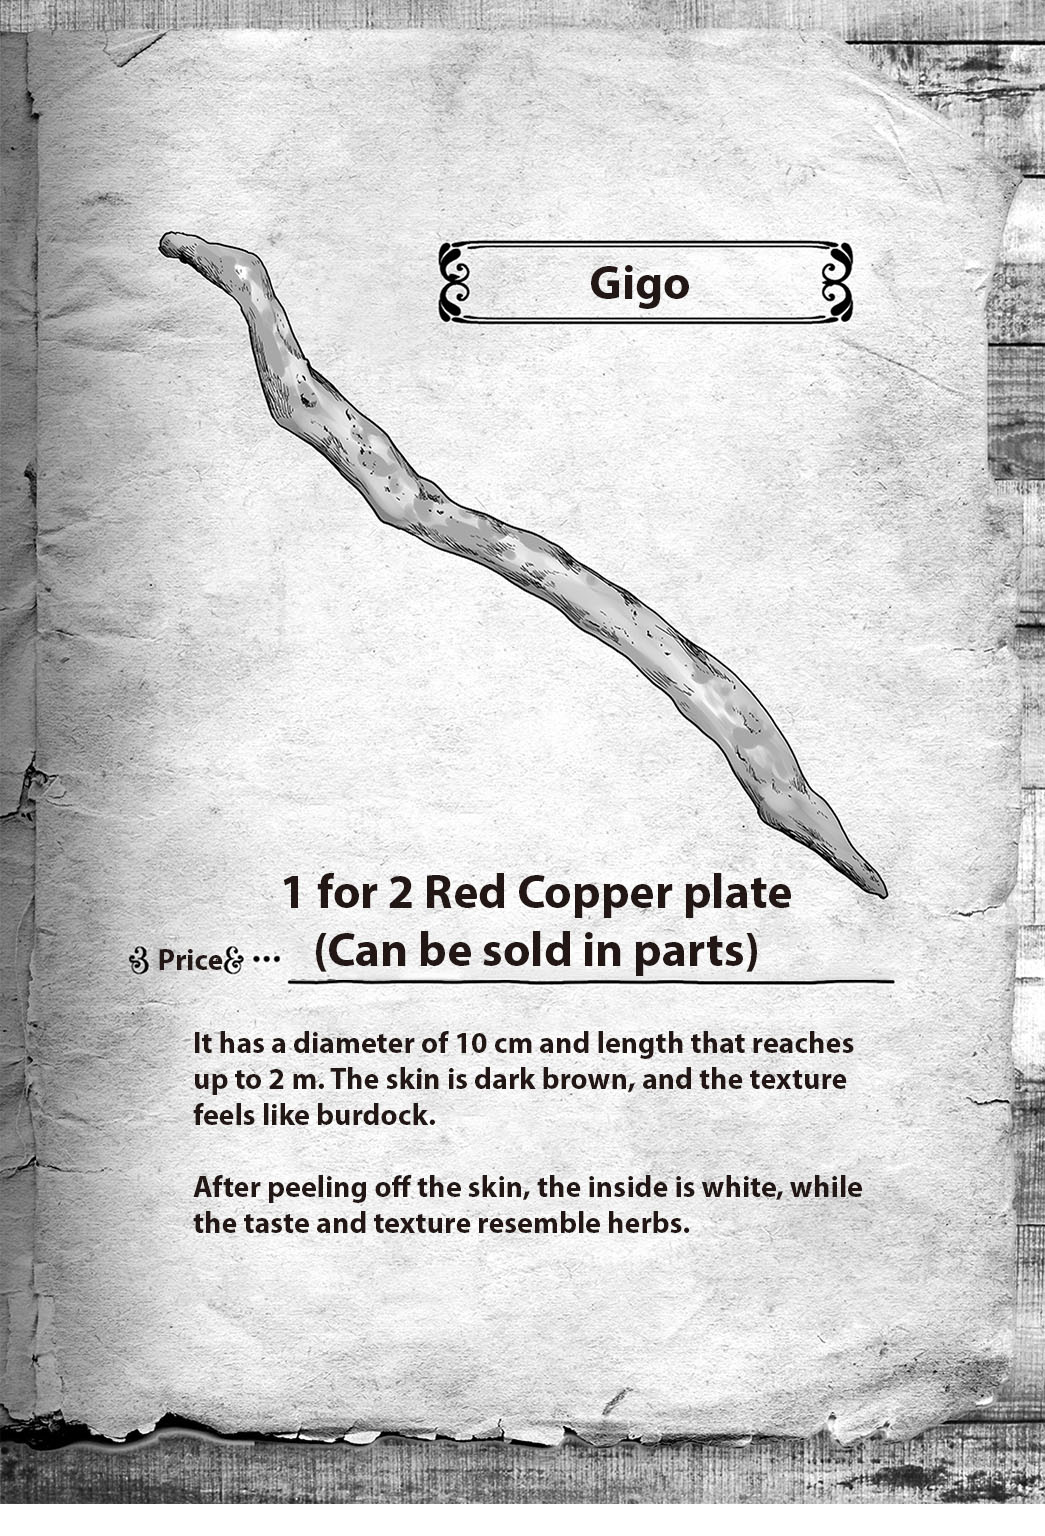 Gigo
1 for 2 Red Copper plate
(Can be sold in parts)
Price ···
It has a diameter of 10 cm and length that reaches
up to 2 m. The skin is dark brown, and the texture
feels like burdock.
After peeling off the skin, the inside is white, while
the taste and texture resemble herbs.